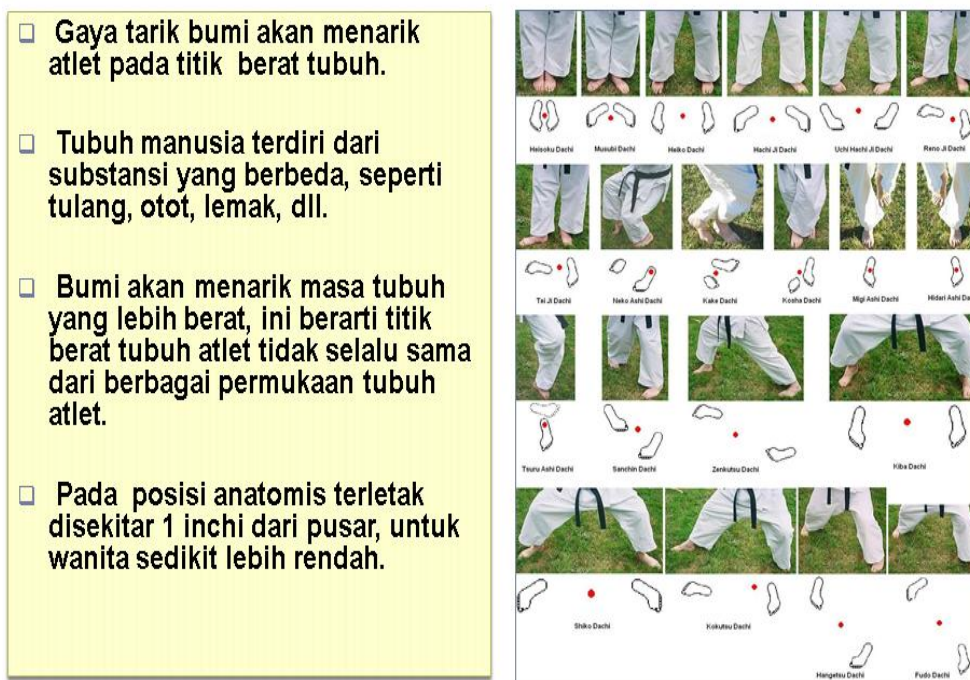 Gaya tarik bumi akan menarik
atlet pada titik berat tubuh.
Tubuh manusia terdiri dari
substansi yang berbeda, seperti
tulang, otot, lemak, dll.
Bumi akan menarik masa tubuh
yang lebih berat, ini berarti titik
berat tubuh atlet tidak selalu sama
dari berbagai permukaan tubuh
atlet.
Pada posisi anatomis terletak
disekitar 1 inchi dari pusar, untuk
wanita sedikit lebih rendah.
Heisoku Dachi
Musubi Dachi
Heiko Dachi
Hachi Ji Dachi
Uchi Hachi Ji Dachi
Reno Ji Dachi
Tei Ji Dachi
Neko Ashi Dachi
Kake Dachi
Kosha Dachi
Migi Ashi Dachi
Hidari Ashi Da
Tsuru Ashi Dachi
Sanchin Dachi
Zenkutsu Dachi
Kiba Dachi
Shiko Dachi
Kokutsu Dachi
Hangetsu Dachi
Fudo Dachi